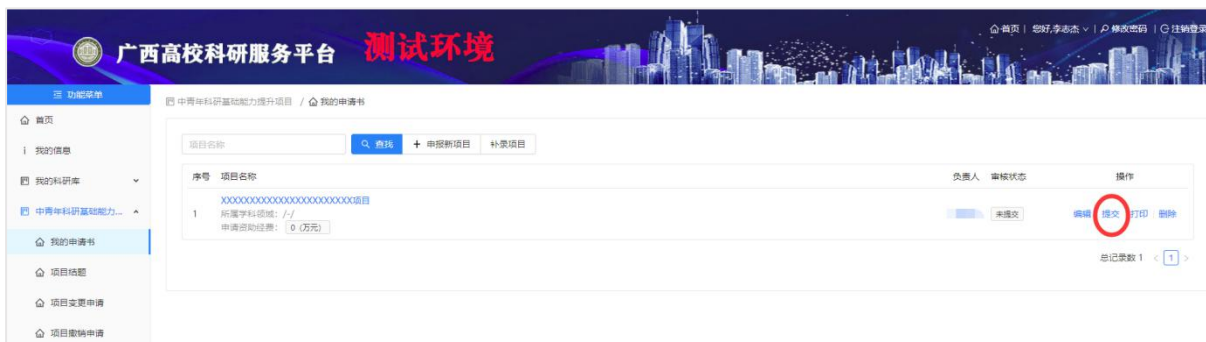 广西高校科研服务平台 测试环境
首页 | 您好,李志杰 | 修改密码 | 注销登录
功能菜单
首页
我的信息
我的科研库
中青年科研基础能力...
我的申请书
项目结题
项目变更申请
项目撤销申请
中青年科研基础能力提升项目 / 我的申请书
项目名称 查找 + 申报新项目 补录项目
序号 项目名称 负责人 审核状态 操作
XXXXXXXXXXXXXXXXXXXXXXXX项目
1 所属学科领域：/-/ 未提交 编辑 提交 打印 删除
申请资助经费： 0 (万元)
总记录数 1 < 1 >